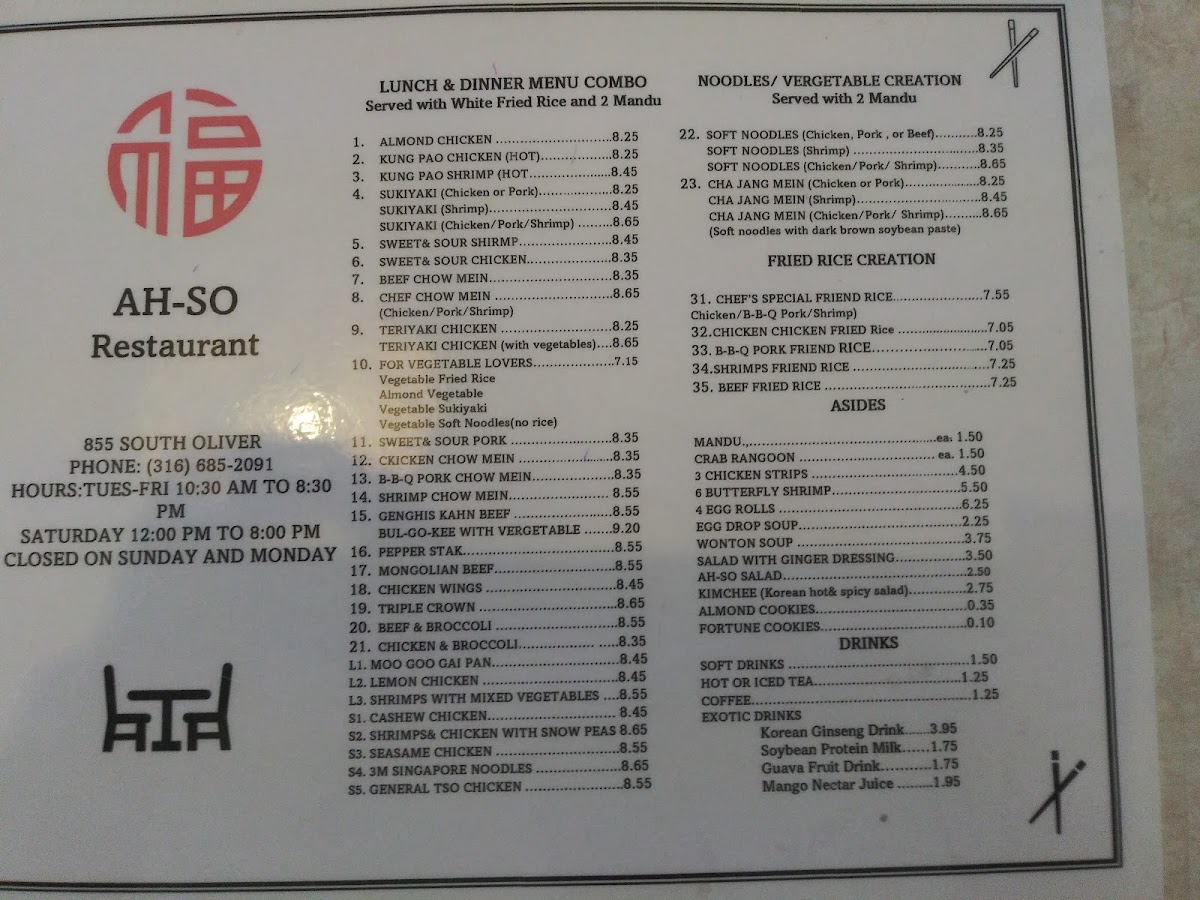 福
AH-SO
Restaurant
855 SOUTH OLIVER
PHONE: (316) 685-2091
HOURS:TUES-FRI 10:30 AM TO 8:30
PM
SATURDAY 12:00 PM TO 8:00 PM
CLOSED ON SUNDAY AND MONDAY
LUNCH & DINNER MENU COMBO
Served with White Fried Rice and 2 Mandu
1. ALMOND CHICKEN ..........................8.25
2. KUNG PAO CHICKEN (HOT)....................8.25
3. KUNG PAO SHRIMP (HOT......................8.45
4. SUKIYAKI (Chicken or Pork)....................8.25
SUKIYAKI (Shrimp)..............................8.45
SUKIYAKI (Chicken/Pork/Shrimp) ........8.65
5. SWEET& SOUR SHIRMP......................8.45
6. SWEET& SOUR CHICKEN....................8.35
7. BEEF CHOW MEIN..........................8.35
8. CHEF CHOW MEIN ..........................8.65
(Chicken/Pork/Shrimp)
9. TERIYAKI CHICKEN ........................8.25
TERIYAKI CHICKEN (with vegetables)....8.65
10. FOR VEGETABLE LOVERS....................7.15
Vegetable Fried Rice
Almond Vegetable
Vegetable Sukiyaki
Vegetable Soft Noodles(no rice)
11. SWEET& SOUR PORK ......................8.35
12. CKICKEN CHOW MEIN ....................8.35
13. B-B-Q PORK CHOW MEIN..................8.35
14. SHRIMP CHOW MEIN...................... 8.55
15. GENGHIS KAHN BEEF ....................8.55
BUL-GO-KEE WITH VERGETABLE .......9.20
16. PEPPER STAK..............................8.55
17. MONGOLIAN BEEF..........................8.55
18. CHICKEN WINGS ..........................8.45
19. TRIPLE CROWN ............................8.65
20. BEEF & BROCCOLI ........................8.55
21. CHICKEN & BROCCOLI................ .....8.35
L1. MOO GOO GAI PAN........................8.45
L2. LEMON CHICKEN ..........................8.45
L3. SHRIMPS WITH MIXED VEGETABLES ....8.55
S1. CASHEW CHICKEN........................ 8.45
S2. SHRIMPS& CHICKEN WITH SNOW PEAS 8.65
S3. SEASAME CHICKEN ........................8.55
S4. 3M SINGAPORE NOODLES ................8.65
S5. GENERAL TSO CHICKEN ..................8.55
NOODLES/ VERGETABLE CREATION
Served with 2 Mandu
22. SOFT NOODLES (Chicken, Pork , or Beef)..........8.25
SOFT NOODLES (Shrimp) ..........................8.35
SOFT NOODLES (Chicken/Pork/ Shrimp)..........8.65
23. CHA JANG MEIN (Chicken or Pork)..................8.25
CHA JANG MEIN (Shrimp)........................8.45
CHA JANG MEIN (Chicken/Pork/ Shrimp).........8.65
(Soft noodles with dark brown soybean paste)
FRIED RICE CREATION
31. CHEF'S SPECIAL FRIEND RICE....................7.55
Chicken/B-B-Q Pork/Shrimp)
32.CHICKEN CHICKEN FRIED Rice ......................7.05
33. B-B-Q PORK FRIEND RICE........................7.05
34.SHRIMPS FRIEND RICE ............................7.25
35. BEEF FRIED RICE ..................................7.25
ASIDES
MANDU.,..........................................ea. 1.50
CRAB RANGOON ................................ ea. 1.50
3 CHICKEN STRIPS ..................................4.50
6 BUTTERFLY SHRIMP..............................5.50
4 EGG ROLLS ......................................6.25
EGG DROP SOUP....................................2.25
WONTON SOUP ......................................3.75
SALAD WITH GINGER DRESSING....................3.50
AH-SO SALAD........................................2.50
KIMCHEE (Korean hot& spicy salad)................2.75
ALMOND COOKIES....................................0.35
FORTUNE COOKIES..................................0.10
DRINKS
SOFT DRINKS ......................................1.50
HOT OR ICED TEA..................................1.25
COFFEE..............................................1.25
EXOTIC DRINKS
Korean Ginseng Drink......3.95
Soybean Protein Milk......1.75
Guava Fruit Drink............1.75
Mango Nectar Juice .........1.95